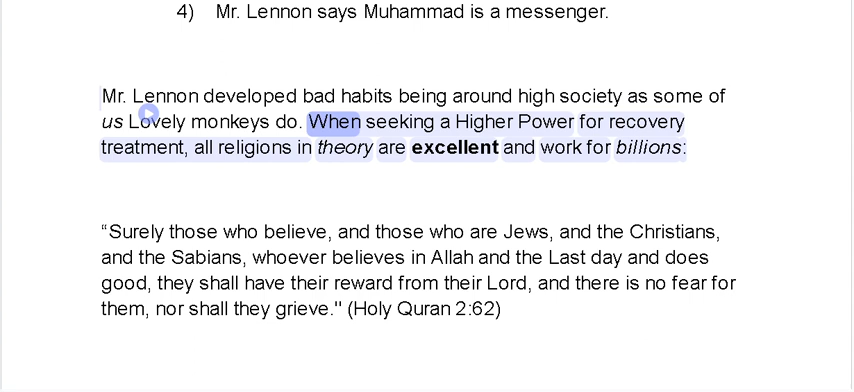 4) Mr. Lennon says Muhammad is a messenger.
Mr. Lennon developed bad habits being around high society as some of
us Lovely monkeys do. When seeking a Higher Power for recovery
treatment, all religions in theory are excellent and work for billions:
“Surely those who believe, and those who are Jews, and the Christians,
and the Sabians, whoever believes in Allah and the Last day and does
good, they shall have their reward from their Lord, and there is no fear for
them, nor shall they grieve." (Holy Quran 2:62)